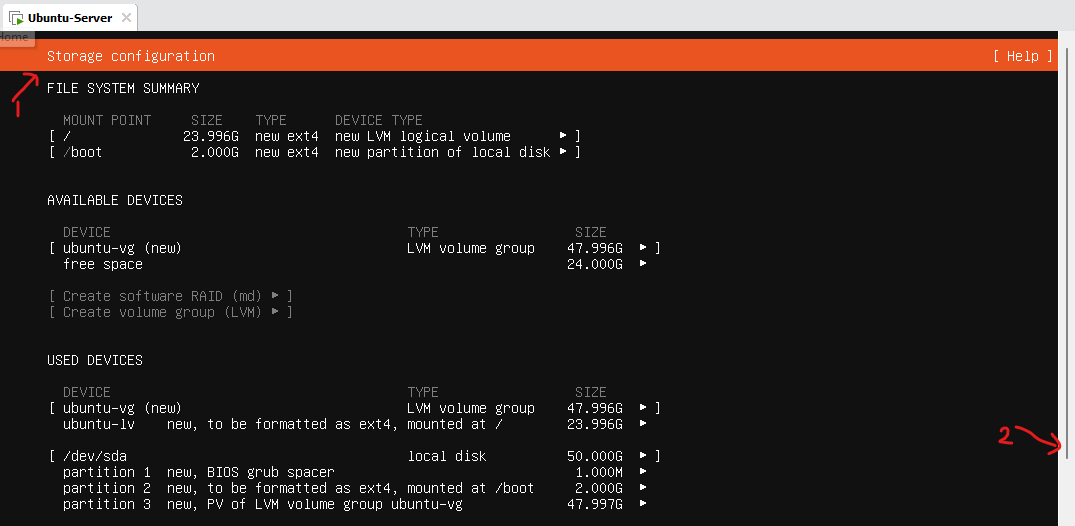 Ubuntu-Server
Home
Storage configuration [ Help ]
1
FILE SYSTEM SUMMARY
MOUNT POINT SIZE TYPE DEVICE TYPE
[ / 23.996G new ext4 new LVM logical volume ▸ ]
[ /boot 2.000G new ext4 new partition of local disk ▸ ]
AVAILABLE DEVICES
DEVICE TYPE SIZE
[ ubuntu-vg (new) LVM volume group 47.996G ▸ ]
free space 24.000G ▸
[ Create software RAID (md) ▸ ]
[ Create volume group (LVM) ▸ ]
USED DEVICES
DEVICE TYPE SIZE
[ ubuntu-vg (new) LVM volume group 47.996G ▸ ]
ubuntu-lv new, to be formatted as ext4, mounted at / 23.996G ▸
2
[ /dev/sda local disk 50.000G ▸ ]
partition 1 new, BIOS grub spacer 1.000M ▸
partition 2 new, to be formatted as ext4, mounted at /boot 2.000G ▸
partition 3 new, PV of LVM volume group ubuntu-vg 47.997G ▸